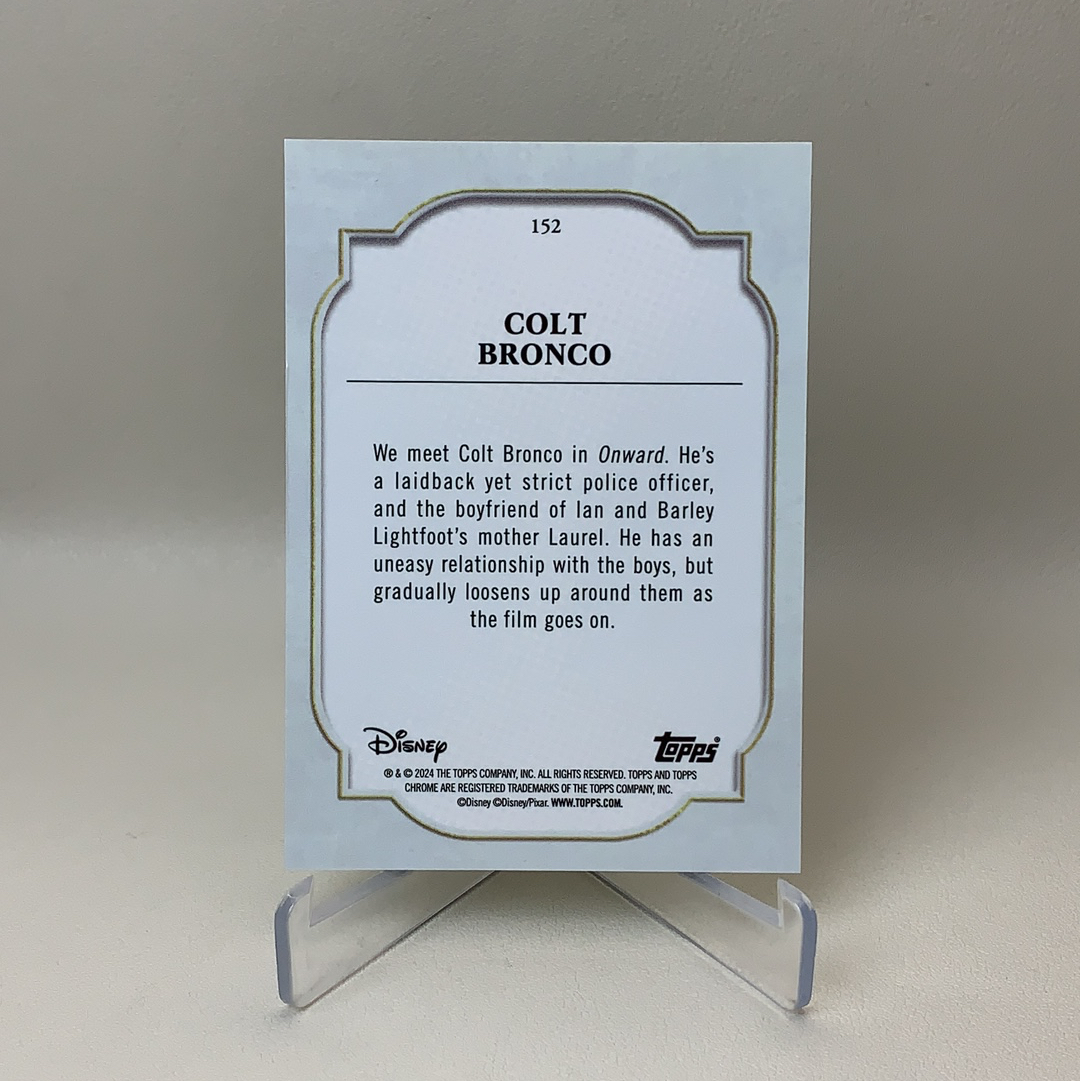 152
COLT
BRONCO
We meet Colt Bronco in Onward. He's
a laidback yet strict police officer,
and the boyfriend of Ian and Barley
Lightfoot's mother Laurel. He has an
uneasy relationship with the boys, but
gradually loosens up around them as
the film goes on.
Disney topps®
® & © 2024 THE TOPPS COMPANY, INC. ALL RIGHTS RESERVED. TOPPS AND TOPPS
CHROME ARE REGISTERED TRADEMARKS OF THE TOPPS COMPANY, INC.
©Disney ©Disney/Pixar. WWW.TOPPS.COM.